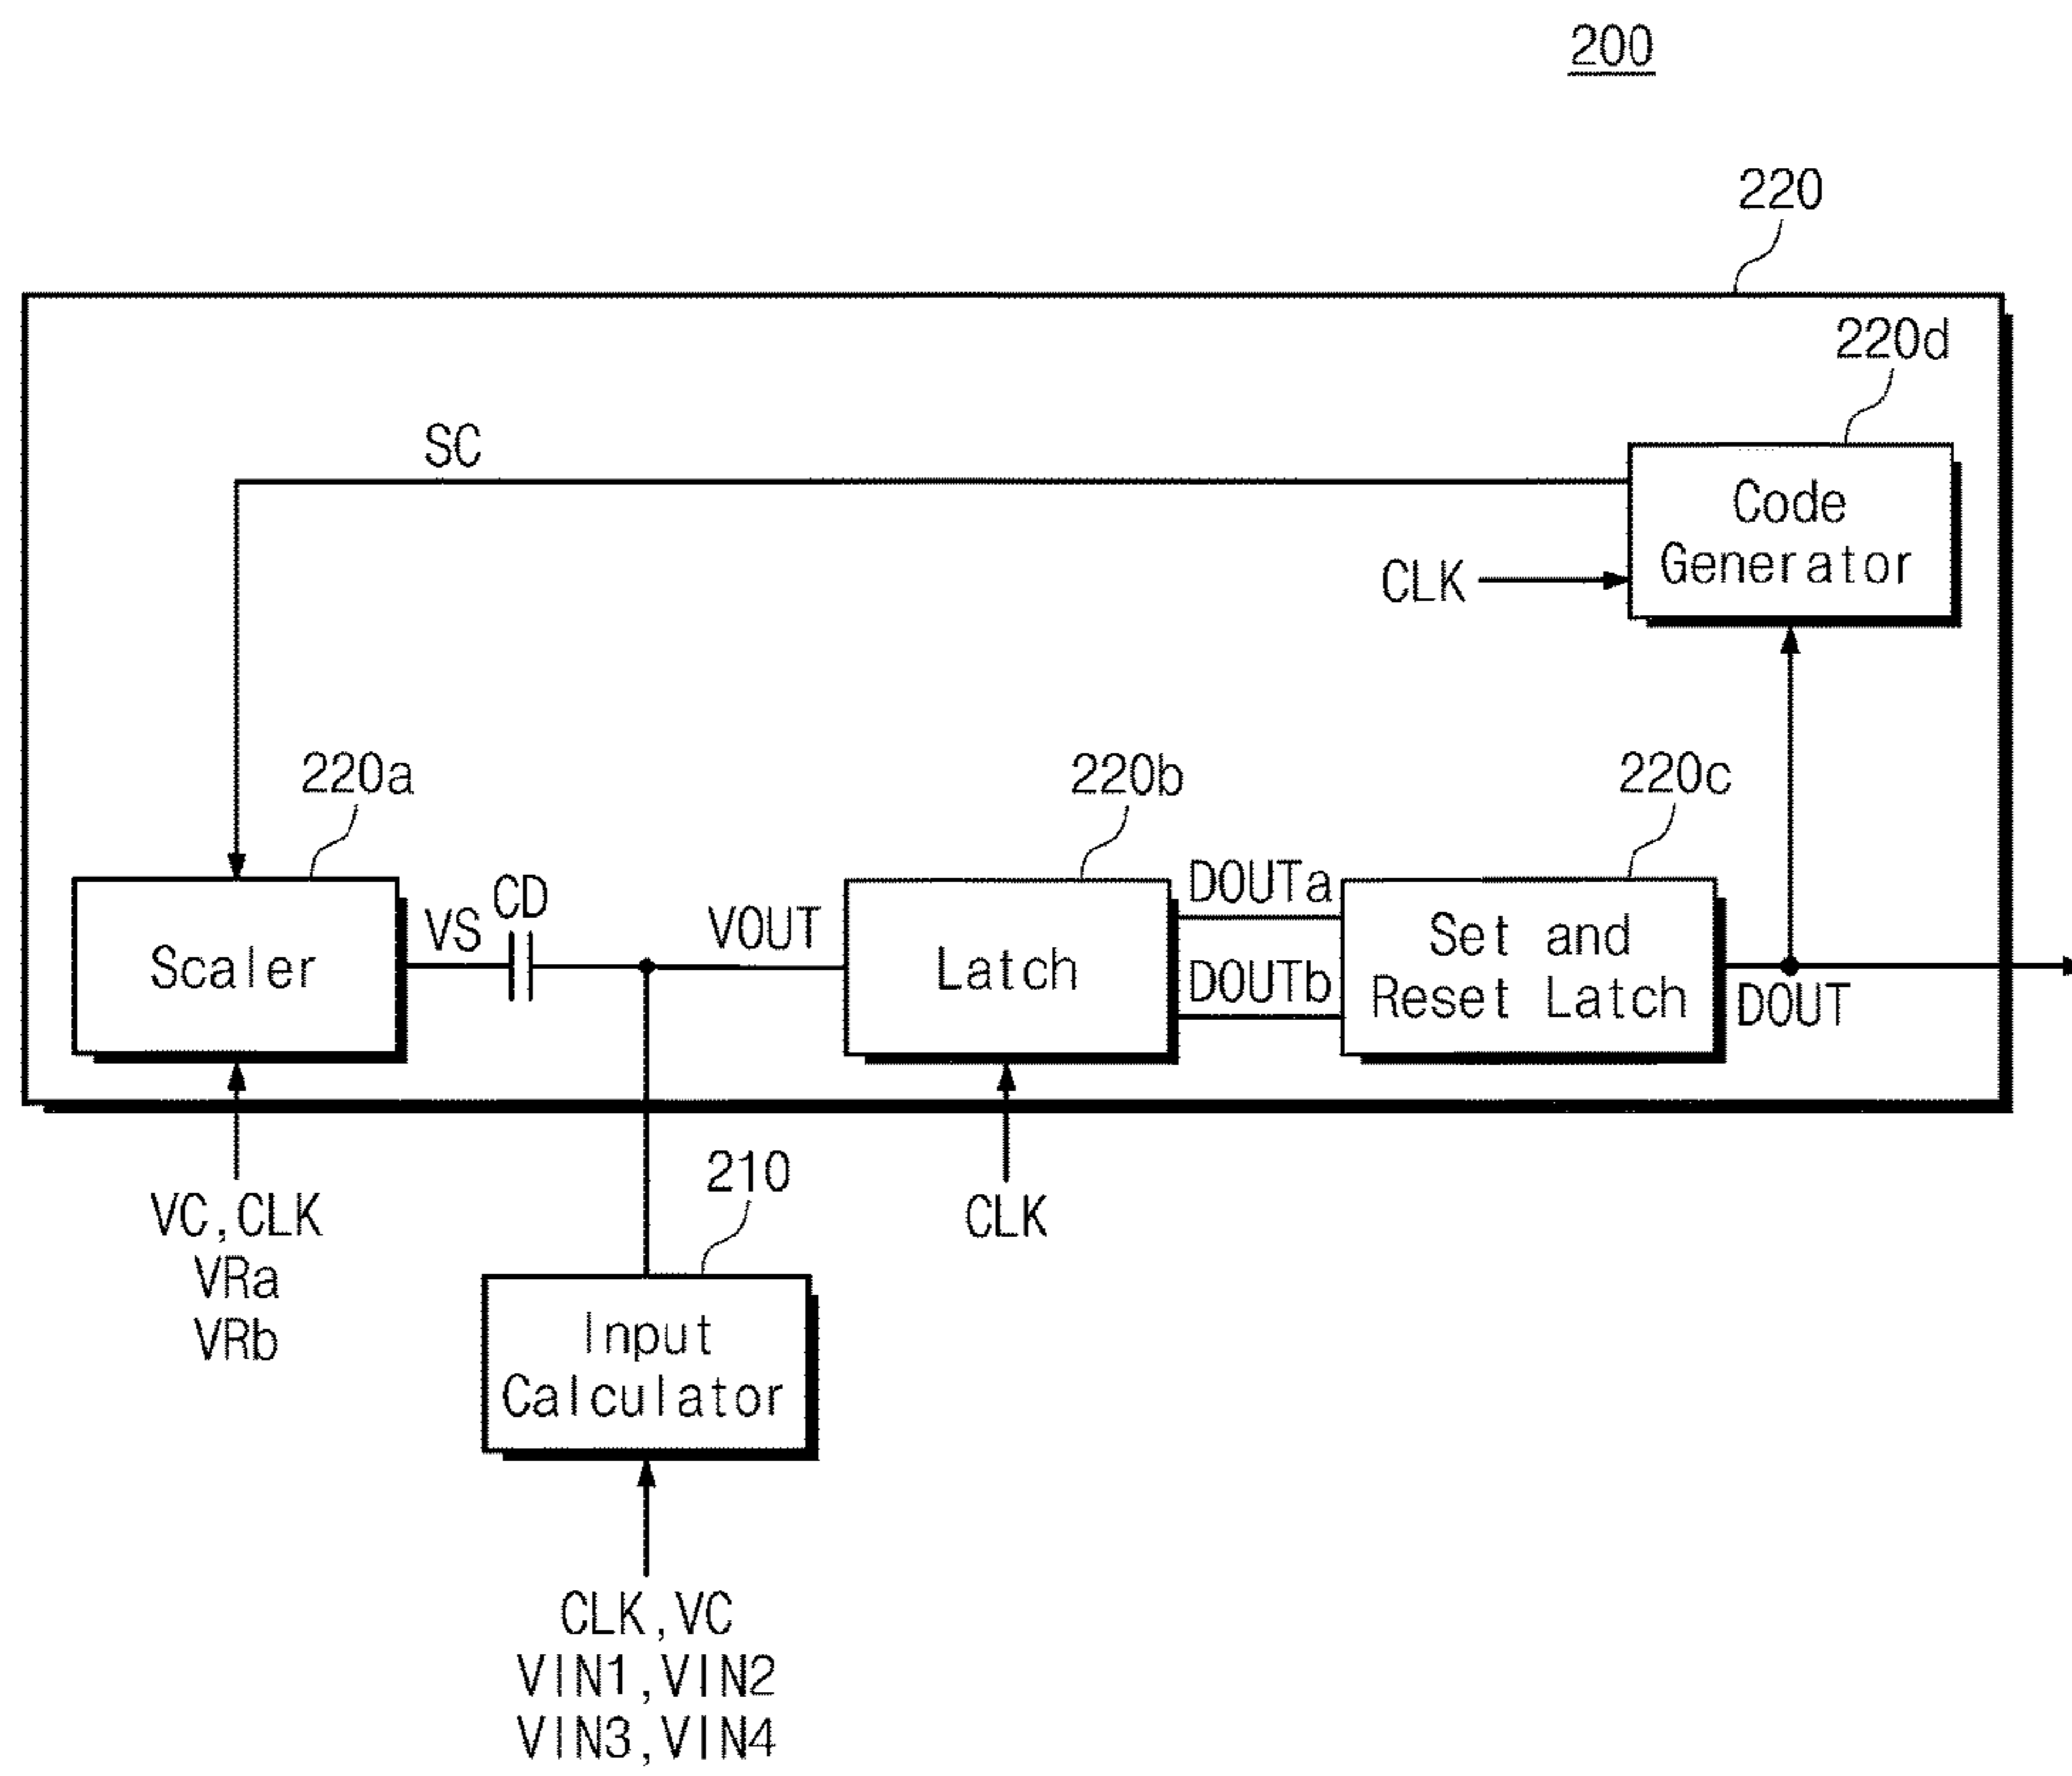 200
220
220d
SC
Code
Generator
CLK
220a
220b
220c
CD
VS
VOUT
DOUTa
DOUTb
Scaler
Latch
Set and
Reset Latch
DOUT
210
VC,CLK
VRa
VRb
CLK
Input
Calculator
CLK,VC
VIN1,VIN2
VIN3,VIN4